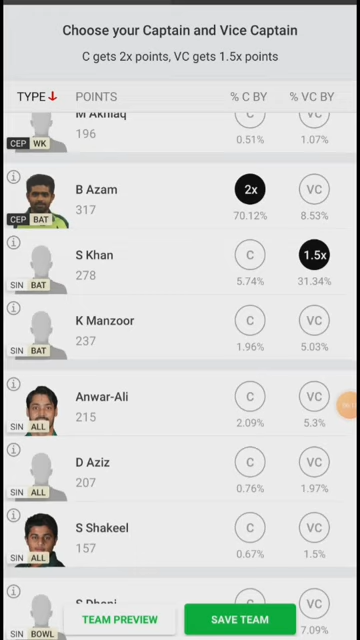 Choose your Captain and Vice Captain
C gets 2x points, VC gets 1.5x points
TYPE POINTS % C BY % VC BY
M Akhlaq C VC
196 0.51% 1.07%
CEP WK
i B Azam 2x VC
317 70.12% 8.53%
CEP BAT
i S Khan C 1.5x
278 5.74% 31.34%
SIN BAT
i K Manzoor C VC
237 1.96% 5.03%
SIN BAT
i Anwar-Ali C VC
215 2.09% 5.3%
SIN ALL
i D Aziz C VC
207 0.76% 1.97%
SIN ALL
i S Shakeel C VC
157 0.67% 1.5%
SIN ALL
i C VC
TEAM PREVIEW SAVE TEAM
SIN BOWL 7.09%